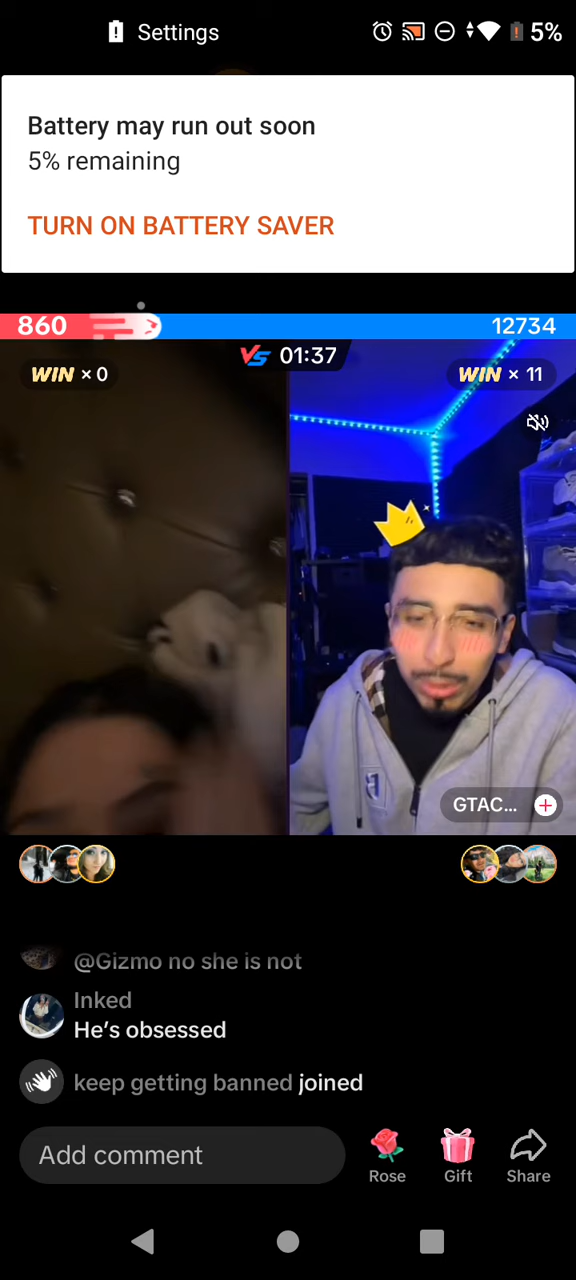 Settings
5%
Battery may run out soon
5% remaining
TURN ON BATTERY SAVER
860
12734
VS 01:37
WIN × 0
WIN × 11
GTAC...
@Gizmo no she is not
Inked
He's obsessed
keep getting banned joined
Add comment
Rose
Gift
Share